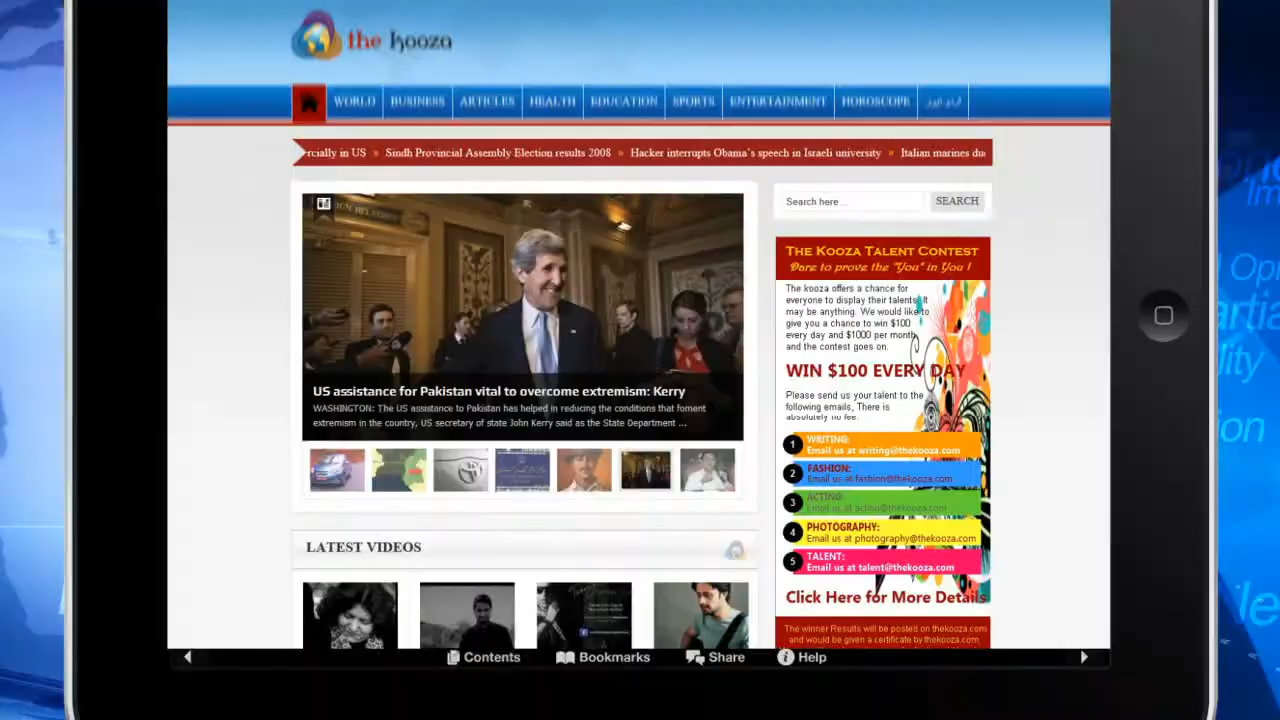 the kooza
WORLD BUSINESS ARTICLES HEALTH EDUCATION SPORTS ENTERTAINMENT HOROSCOPE
rcially in US » Sindh Provincial Assembly Election results 2008 » Hacker interrupts Obama's speech in Israeli university » Italian marines du
Search here ... SEARCH
US assistance for Pakistan vital to overcome extremism: Kerry
WASHINGTON: The US assistance to Pakistan has helped in reducing the conditions that foment
extremism in the country, US secretary of state John Kerry said as the State Department ...
THE KOOZA TALENT CONTEST
Dare to prove the "You" in You !
The kooza offers a chance for
everyone to display their talents. It
may be anything. We would like to
give you a chance to win $100
every day and $1000 per month
and the contest goes on.
WIN $100 EVERY DAY
Please send us your talent to the
following emails, There is
absolutely no fee.
1 WRITING:
Email us at writing@thekooza.com
2 FASHION:
Email us at fashion@thekooza.com
3 ACTING:
Email us at acting@thekooza.com
4 PHOTOGRAPHY:
Email us at photography@thekooza.com
5 TALENT:
Email us at talent@thekooza.com
Click Here for More Details
The winner Results will be posted on thekooza.com
and would be given a certificate by thekooza.com
LATEST VIDEOS
Contents Bookmarks Share Help